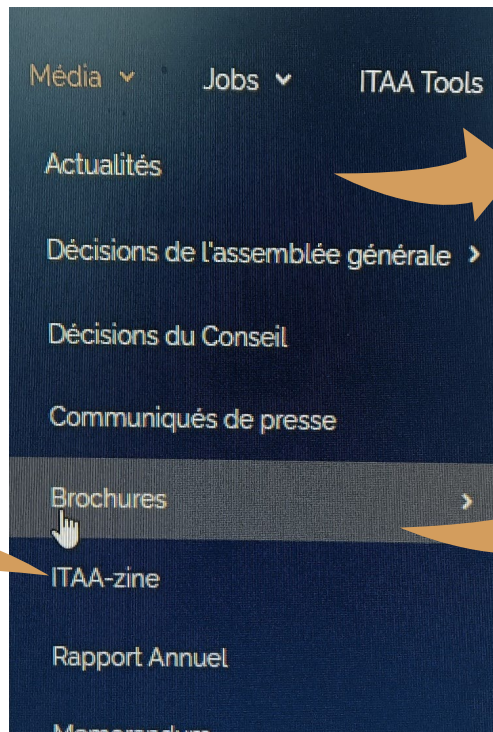 Média Jobs ITAA Tools
Actualités
Décisions de l'assemblée générale
Décisions du Conseil
Communiqués de presse
Brochures
ITAA-zine
Rapport Annuel
Memorandum